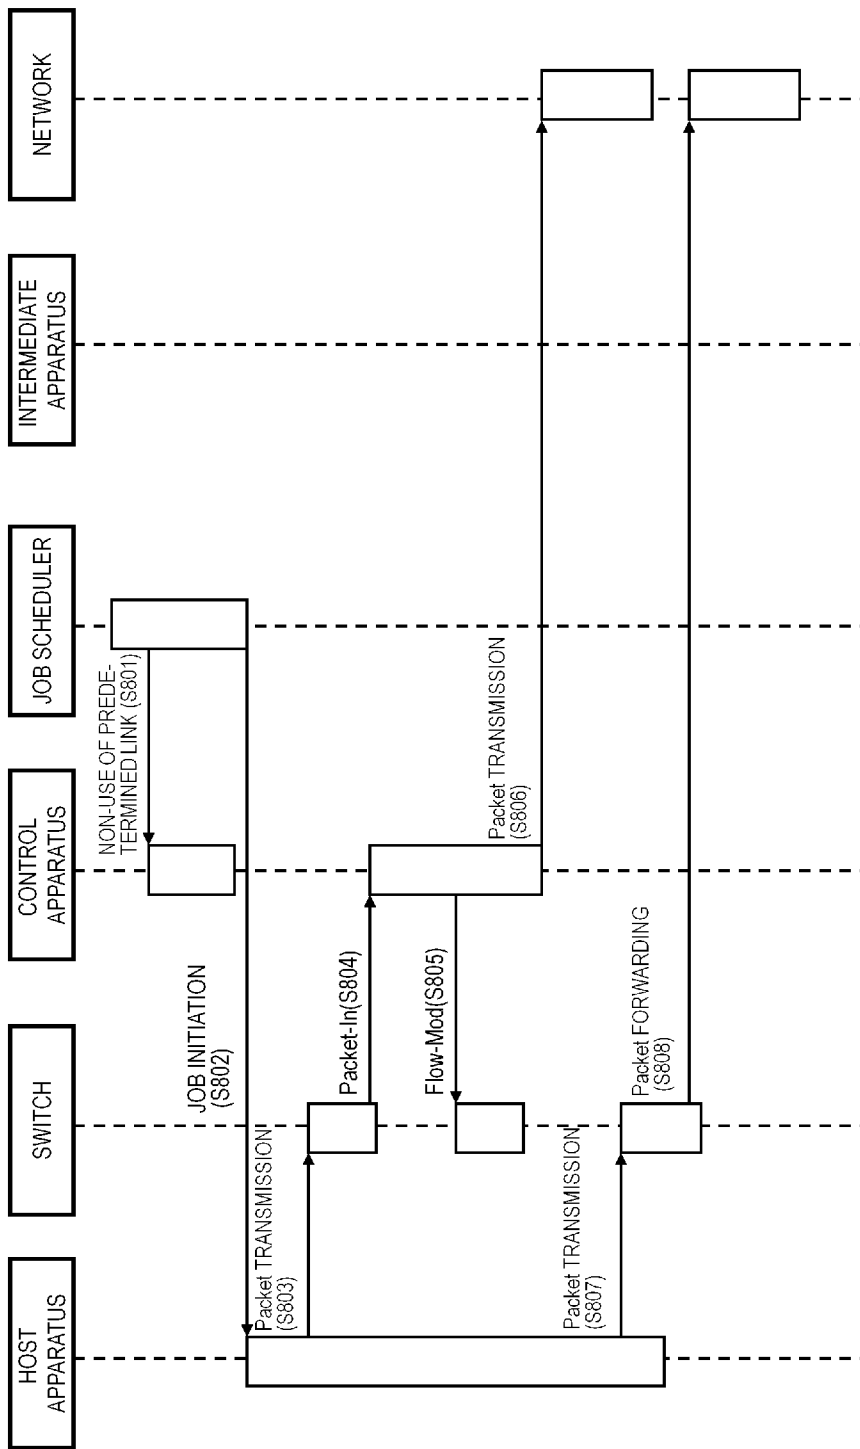 HOST
APPARATUS
SWITCH
CONTROL
APPARATUS
JOB SCHEDULER
INTERMEDIATE
APPARATUS
NETWORK
NON-USE OF PREDE-
TERMINED LINK (S801)
JOB INITIATION
(S802)
Packet TRANSMISSION
(S803)
Packet-In(S804)
Flow-Mod(S805)
Packet TRANSMISSION
(S806)
Packet TRANSMISSION
(S807)
Packet FORWARDING
(S808)